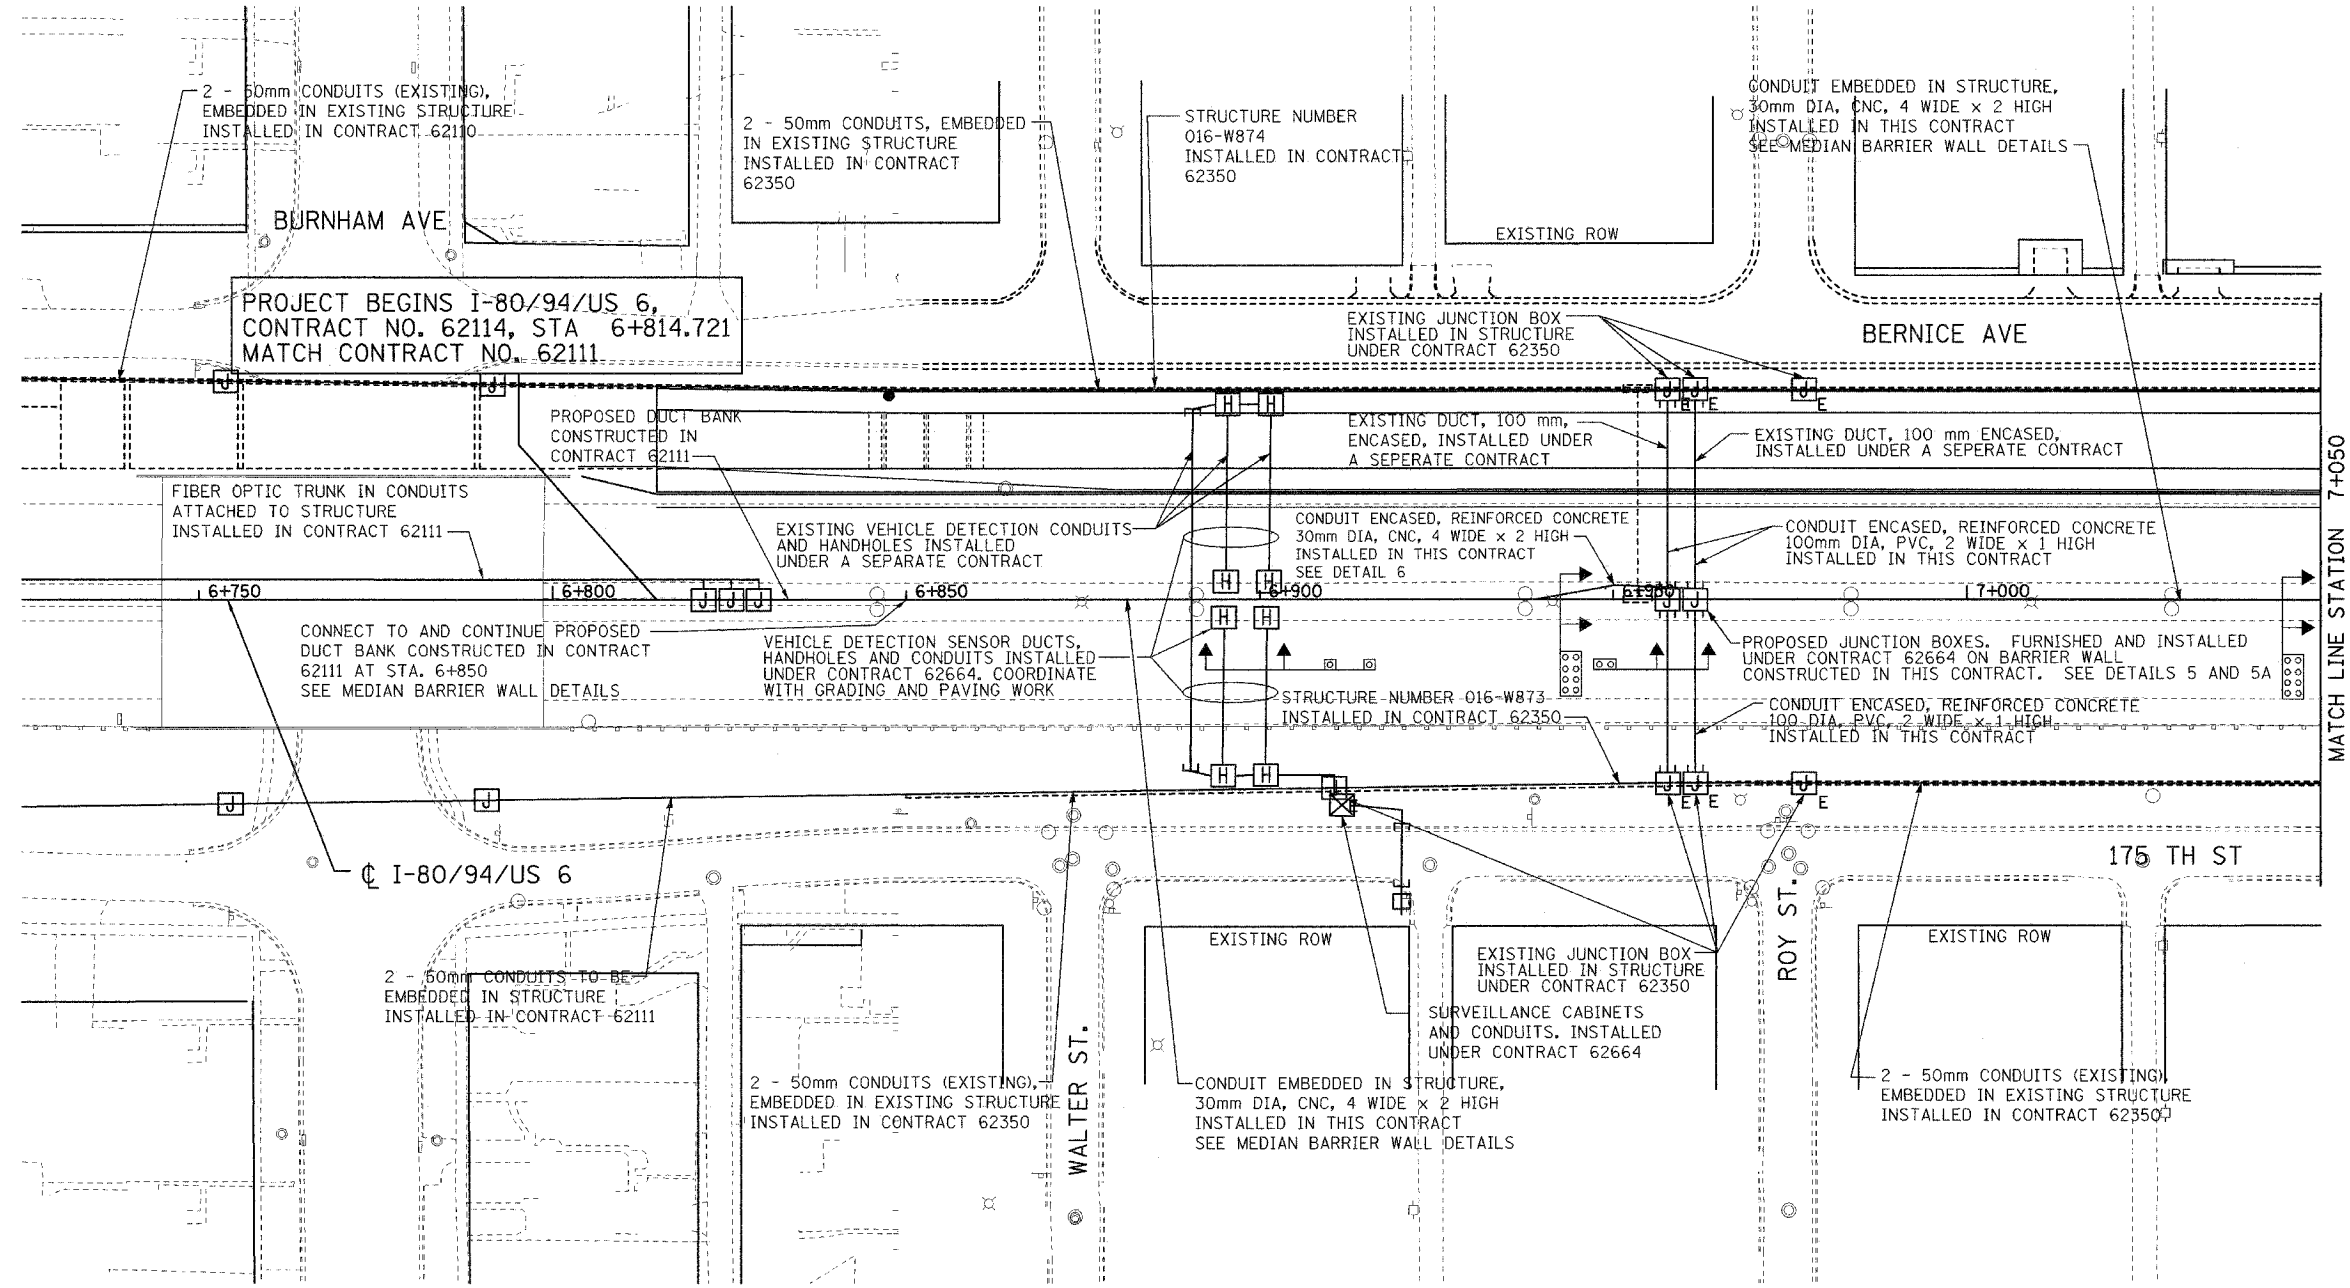 2 - 50mm CONDUITS (EXISTING),
EMBEDDED IN EXISTING STRUCTURE
INSTALLED IN CONTRACT 62110
2 - 50mm CONDUITS, EMBEDDED
IN EXISTING STRUCTURE
INSTALLED IN CONTRACT
62350
STRUCTURE NUMBER
016-W874
INSTALLED IN CONTRACT
62350
CONDUIT EMBEDDED IN STRUCTURE,
30mm DIA, CNC, 4 WIDE x 2 HIGH
INSTALLED IN THIS CONTRACT
SEE MEDIAN BARRIER WALL DETAILS
BURNHAM AVE
EXISTING ROW
PROJECT BEGINS I-80/94/US 6,
CONTRACT NO. 62114, STA 6+814.721
MATCH CONTRACT NO. 62111
EXISTING JUNCTION BOX
INSTALLED IN STRUCTURE
UNDER CONTRACT 62350
BERNICE AVE
J
J
J
J
J
E
E
E
H
H
PROPOSED DUCT BANK
CONSTRUCTED IN
CONTRACT 62111
EXISTING DUCT, 100 mm,
ENCASED, INSTALLED UNDER
A SEPERATE CONTRACT
EXISTING DUCT, 100 mm ENCASED,
INSTALLED UNDER A SEPERATE CONTRACT
FIBER OPTIC TRUNK IN CONDUITS
ATTACHED TO STRUCTURE
INSTALLED IN CONTRACT 62111
EXISTING VEHICLE DETECTION CONDUITS
AND HANDHOLES INSTALLED
UNDER A SEPARATE CONTRACT
CONDUIT ENCASED, REINFORCED CONCRETE
30mm DIA, CNC, 4 WIDE x 2 HIGH
INSTALLED IN THIS CONTRACT
SEE DETAIL 6
CONDUIT ENCASED, REINFORCED CONCRETE
100mm DIA, PVC, 2 WIDE x 1 HIGH
INSTALLED IN THIS CONTRACT
MATCH LINE STATION 7+050
H
H
6+750
6+800
J
J
J
6+850
6+900
6+950
J
J
7+000
H
H
CONNECT TO AND CONTINUE PROPOSED
DUCT BANK CONSTRUCTED IN CONTRACT
62111 AT STA. 6+850
SEE MEDIAN BARRIER WALL DETAILS
VEHICLE DETECTION SENSOR DUCTS,
HANDHOLES AND CONDUITS INSTALLED
UNDER CONTRACT 62664. COORDINATE
WITH GRADING AND PAVING WORK
PROPOSED JUNCTION BOXES. FURNISHED AND INSTALLED
UNDER CONTRACT 62664 ON BARRIER WALL
CONSTRUCTED IN THIS CONTRACT. SEE DETAILS 5 AND 5A
STRUCTURE NUMBER 016-W873
INSTALLED IN CONTRACT 62350
CONDUIT ENCASED, REINFORCED CONCRETE
100 DIA, PVC, 2 WIDE x 1 HIGH
INSTALLED IN THIS CONTRACT
H
H
J
J
J
J
J
E
E
E
℄ I-80/94/US 6
175 TH ST
EXISTING ROW
EXISTING ROW
ROY ST.
EXISTING JUNCTION BOX
INSTALLED IN STRUCTURE
UNDER CONTRACT 62350
2 - 50mm CONDUITS TO BE
EMBEDDED IN STRUCTURE
INSTALLED IN CONTRACT 62111
SURVEILLANCE CABINETS
AND CONDUITS. INSTALLED
UNDER CONTRACT 62664
WALTER ST.
2 - 50mm CONDUITS (EXISTING),
EMBEDDED IN EXISTING STRUCTURE
INSTALLED IN CONTRACT 62350
CONDUIT EMBEDDED IN STRUCTURE,
30mm DIA, CNC, 4 WIDE x 2 HIGH
INSTALLED IN THIS CONTRACT
SEE MEDIAN BARRIER WALL DETAILS
2 - 50mm CONDUITS (EXISTING),
EMBEDDED IN EXISTING STRUCTURE
INSTALLED IN CONTRACT 62350